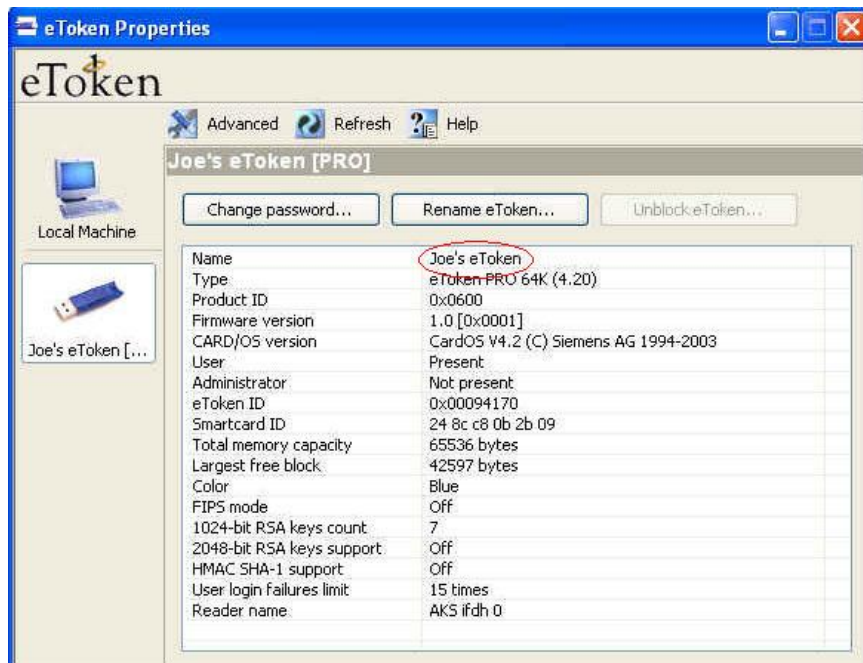 eToken Properties
eToken
Advanced Refresh Help
Joe's eToken [PRO]
Local Machine
Joe's eToken [...
Change password... Rename eToken... Unblock eToken...
Name Joe's eToken
Type eToken PRO 64K (4.20)
Product ID 0x0600
Firmware version 1.0 [0x0001]
CARD/OS version CardOS V4.2 (C) Siemens AG 1994-2003
User Present
Administrator Not present
eToken ID 0x00094170
Smartcard ID 24 8c c8 0b 2b 09
Total memory capacity 65536 bytes
Largest free block 42597 bytes
Color Blue
FIPS mode Off
1024-bit RSA keys count 7
2048-bit RSA keys support Off
HMAC SHA-1 support Off
User login failures limit 15 times
Reader name AKS ifdh 0